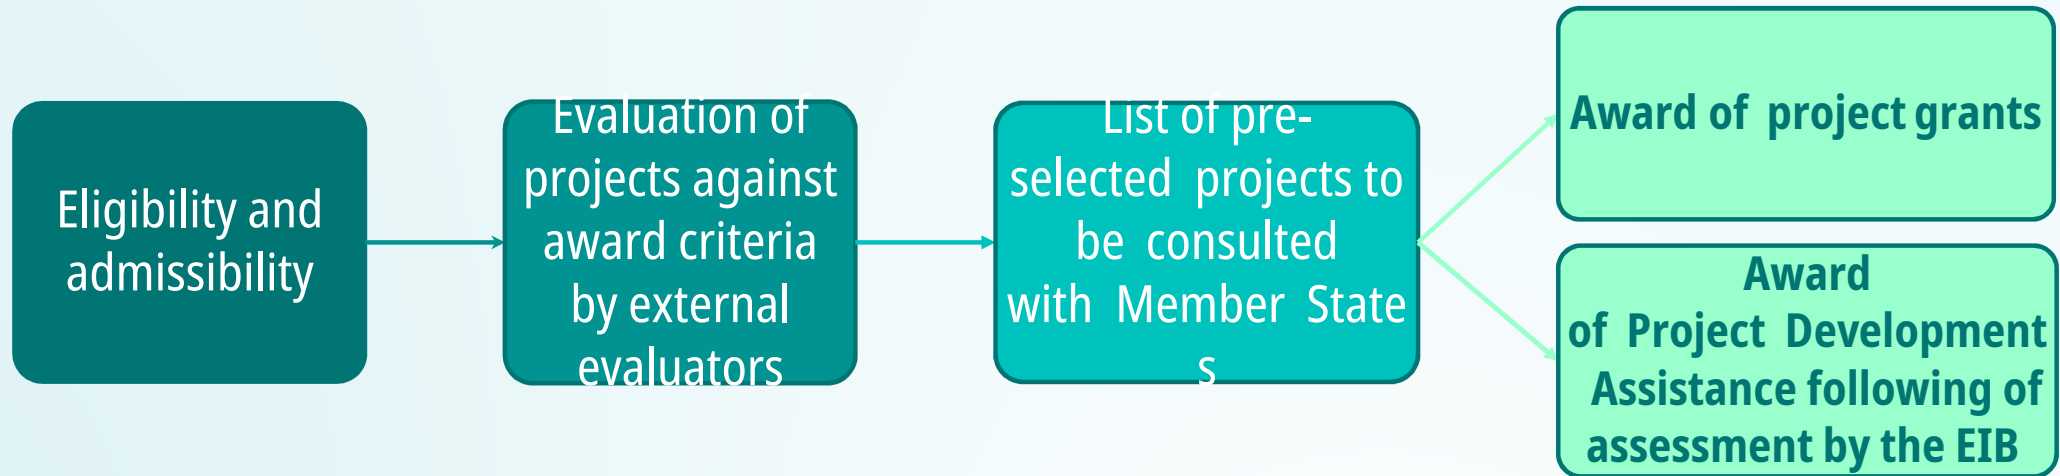 Eligibility and
admissibility
Evaluation of
projects against
award criteria
by external
evaluators
List of pre-
selected projects to
be consulted
with Member State
s
Award of project grants
Award
of Project Development
Assistance following of
assessment by the EIB